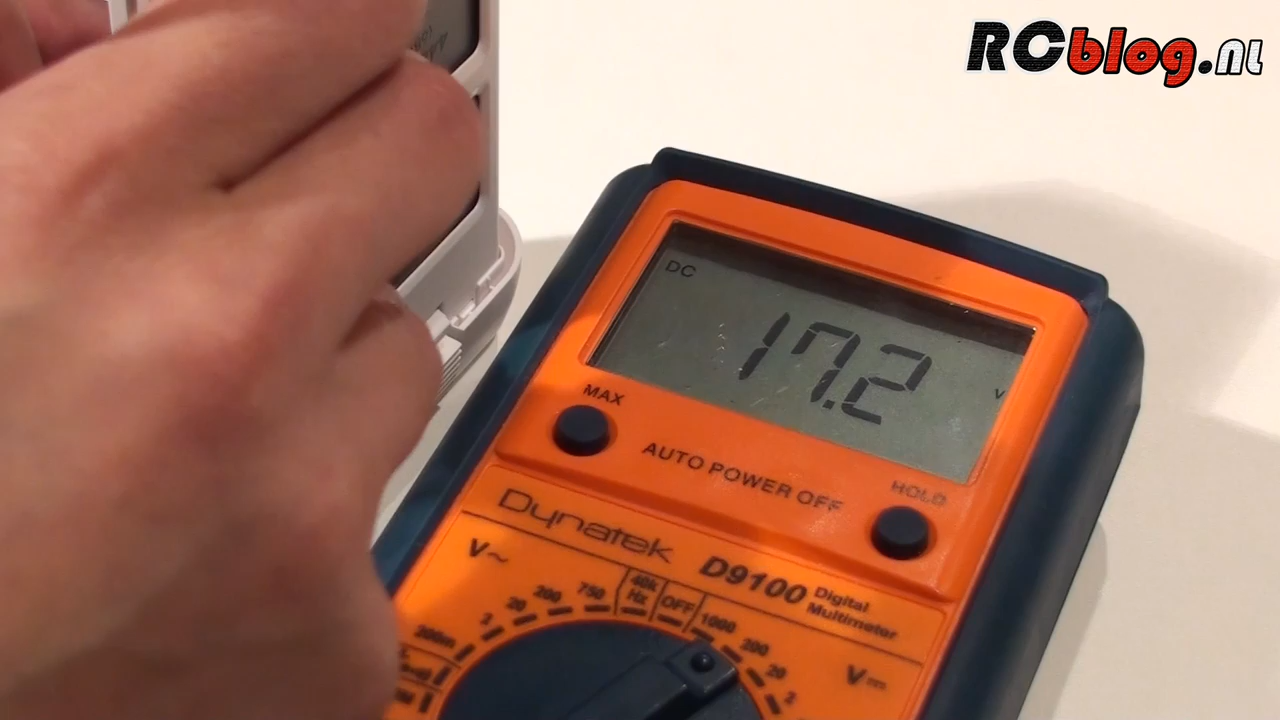 RCblog.nl
DC
17.2
V
MAX
AUTO POWER OFF
HOLD
Dynatek
D9100 Digital Multimeter
V~
200m 2 20 200 750 40k Hz OFF 1000 200 20 2
V⎓